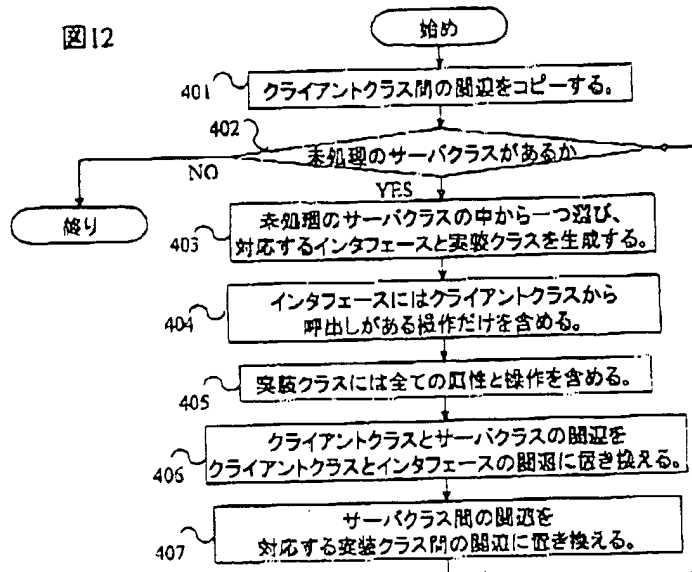 図12
始め
401
クライアントクラス間の関連をコピーする。
402
未処理のサーバクラスがあるか
NO
YES
終り
未処理のサーバクラスの中から一つ選び、
403
対応するインタフェースと実装クラスを生成する。
インタフェースにはクライアントクラスから
404
呼出しがある操作だけを含める。
405
実装クラスには全ての属性と操作を含める。
クライアントクラスとサーバクラスの関連を
406
クライアントクラスとインタフェースの関連に置き換える。
サーバクラス間の関連を
407
対応する実装クラス間の関連に置き換える。